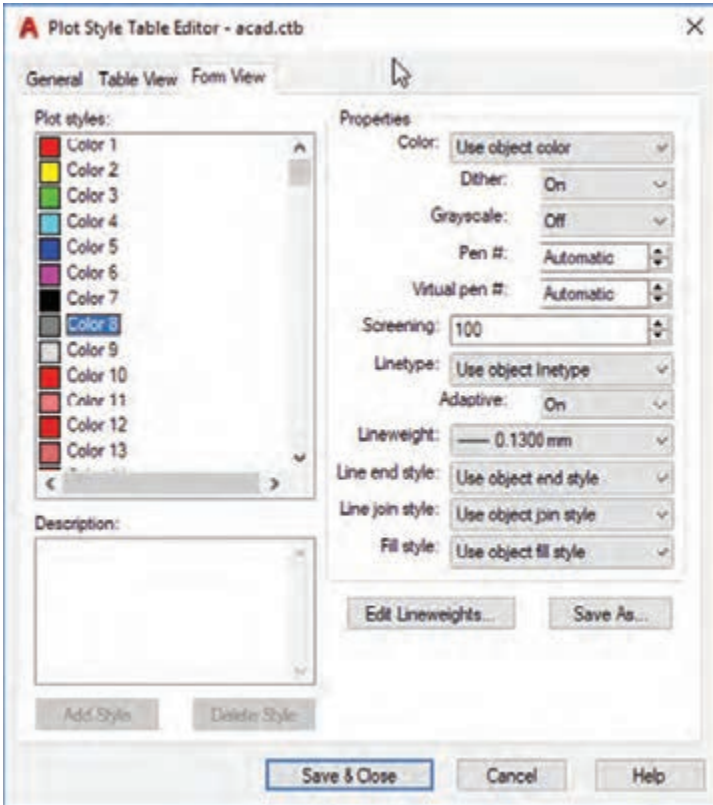 Plot Style Table Editor - acad.ctb
General Table View Form View
Plot styles:
Color 1
Color 2
Color 3
Color 4
Color 5
Color 6
Color 7
Color 8
Color 9
Color 10
Color 11
Color 12
Color 13
Description:
Add Style Delete Style
Properties
Color: Use object color
Dither: On
Grayscale: Off
Pen #: Automatic
Virtual pen #: Automatic
Screening: 100
Linetype: Use object linetype
Adaptive: On
Lineweight: 0.1300 mm
Line end style: Use object end style
Line join style: Use object join style
Fill style: Use object fill style
Edit Lineweights... Save As...
Save & Close Cancel Help